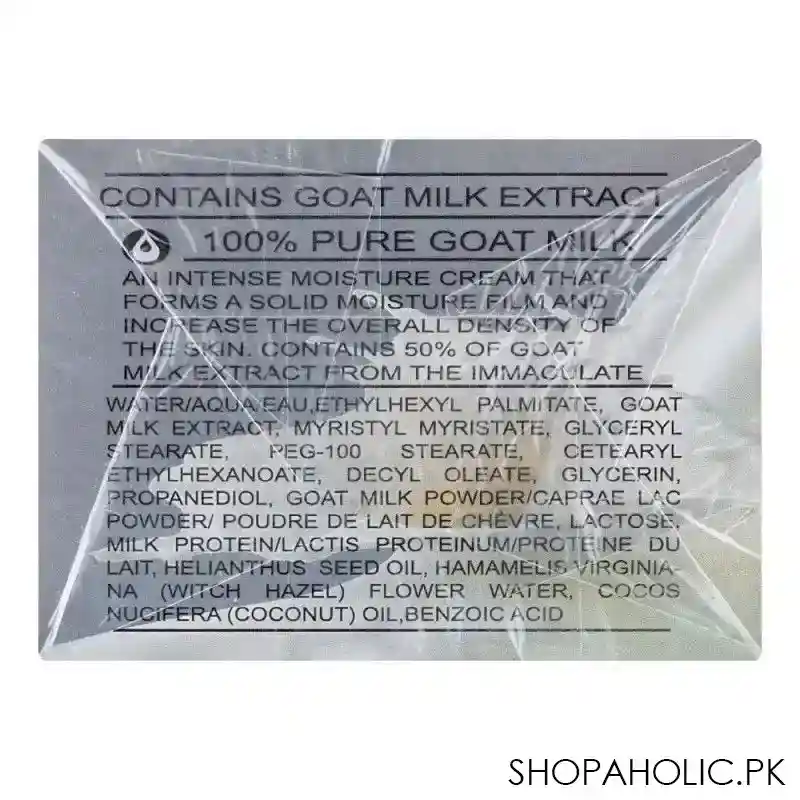 CONTAINS GOAT MILK EXTRACT
100% PURE GOAT MILK
AN INTENSE MOISTURE CREAM THAT
FORMS A SOLID MOISTURE FILM AND
INCREASE THE OVERALL DENSITY OF
THE SKIN. CONTAINS 50% OF GOAT
MILK EXTRACT FROM THE IMMACULATE
WATER/AQUA/EAU,ETHYLHEXYL PALMITATE, GOAT
MILK EXTRACT, MYRISTYL MYRISTATE, GLYCERYL
STEARATE, PEG-100 STEARATE, CETEARYL
ETHYLHEXANOATE, DECYL OLEATE, GLYCERIN,
PROPANEDIOL, GOAT MILK POWDER/CAPRAE LAC
POWDER/ POUDRE DE LAIT DE CHÈVRE, LACTOSE,
MILK PROTEIN/LACTIS PROTEINUM/PROTÉINE DU
LAIT, HELIANTHUS SEED OIL, HAMAMELIS VIRGINIA-
NA (WITCH HAZEL) FLOWER WATER, COCOS
NUCIFERA (COCONUT) OIL,BENZOIC ACID
SHOPAHOLIC.PK